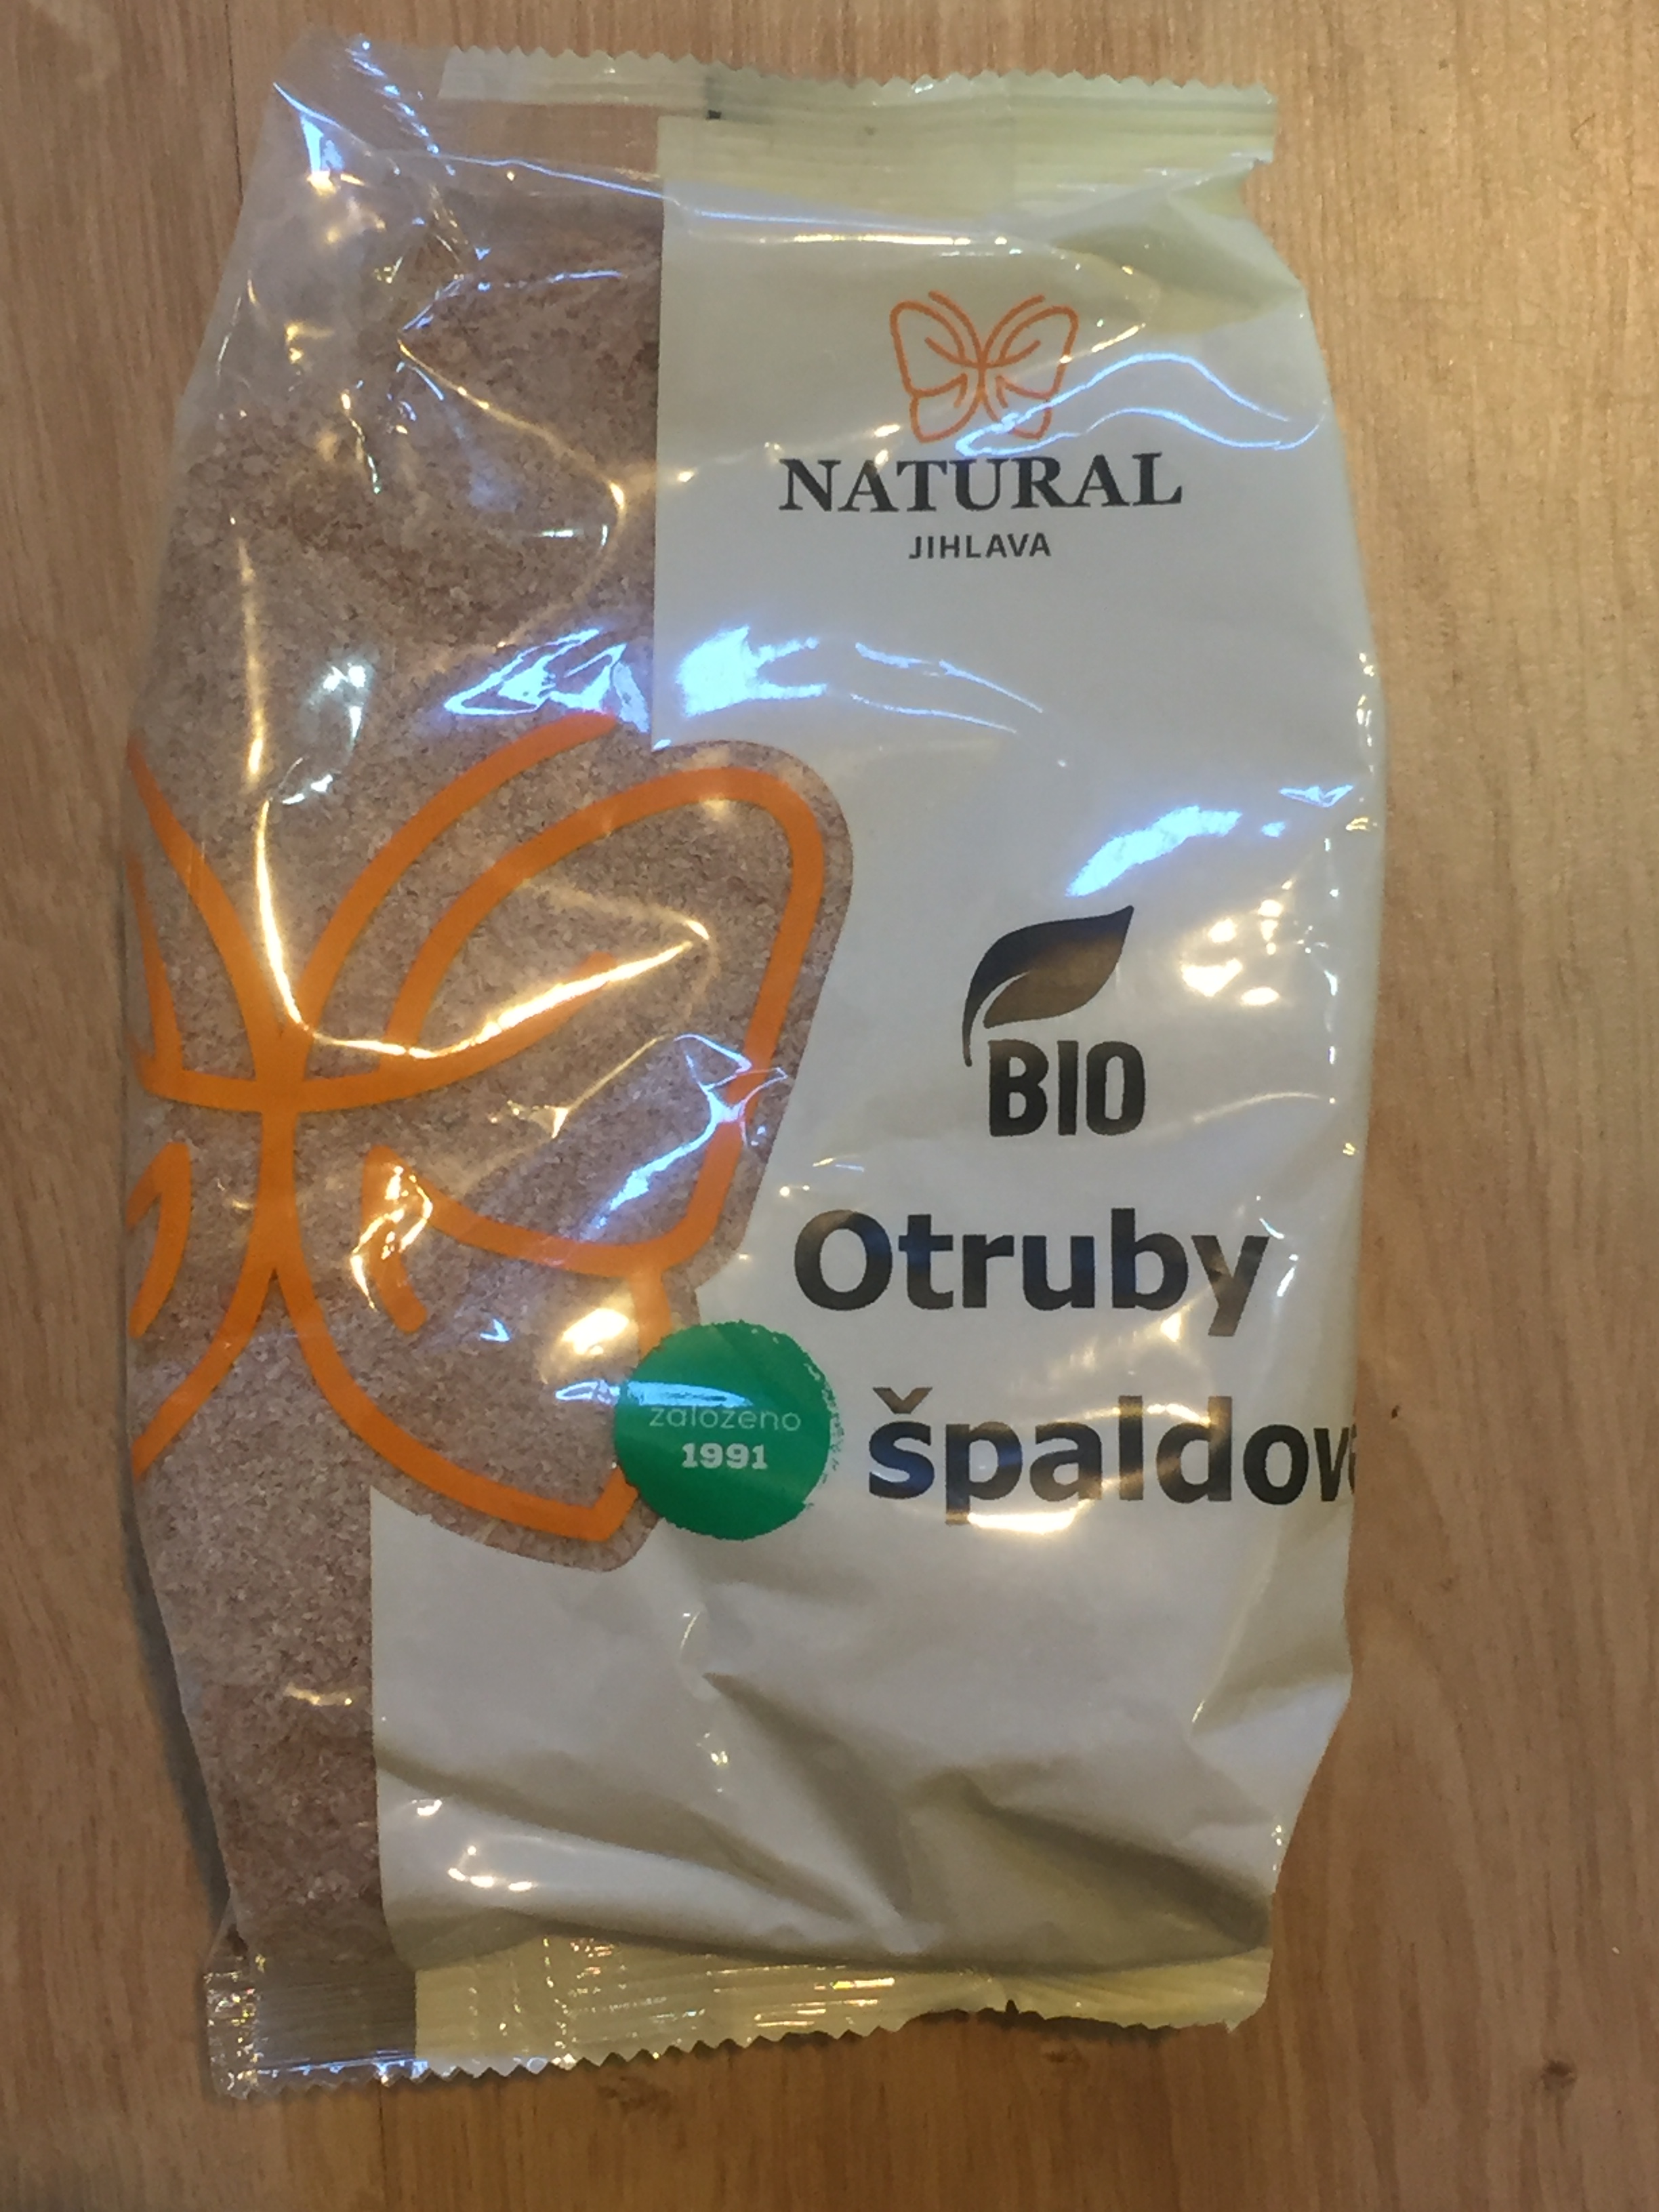 NATURAL
JIHLAVA
BIO
Otruby
špaldov
založeno
1991